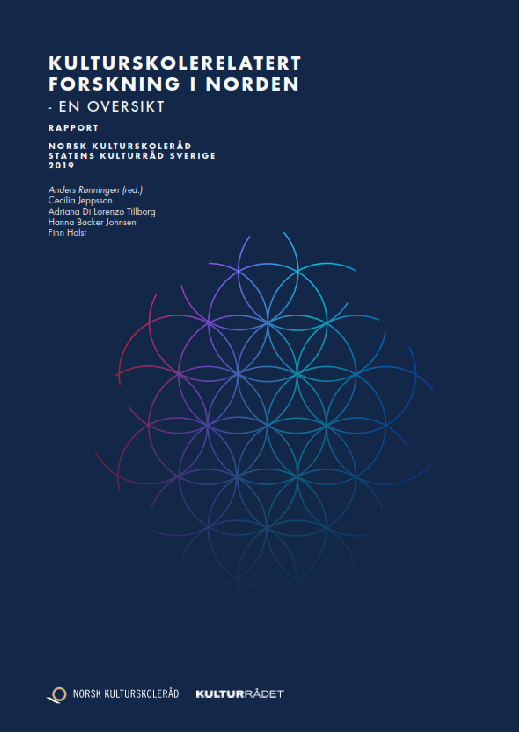 KULTURSKOLERELATERT
FORSKNING I NORDEN
- EN OVERSIKT
RAPPORT
NORSK KULTURSKOLERÅD
STATENS KULTURRÅD SVERIGE
2019
Anders Rønningen (red.)
Cecilia Jeppsson
Adriana Di Lorenzo Tillborg
Hanna Backer Johnsen
Finn Holst
NORSK KULTURSKOLERÅD KULTURRÅDET